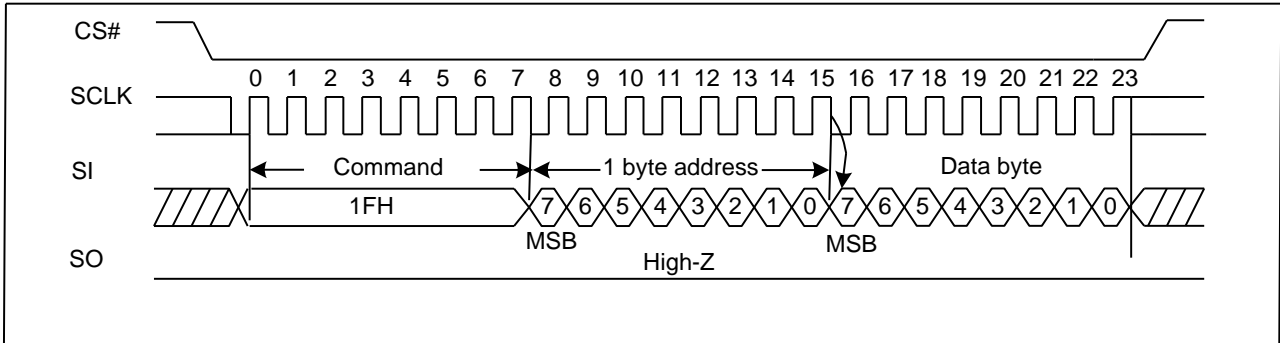 CS#
0 1 2 3 4 5 6 7 8 9 10 11 12 13 14 15 16 17 18 19 20 21 22 23
SCLK
SI Command 1 byte address Data byte
1FH 7 6 5 4 3 2 1 0 7 6 5 4 3 2 1 0
MSB MSB
SO High-Z